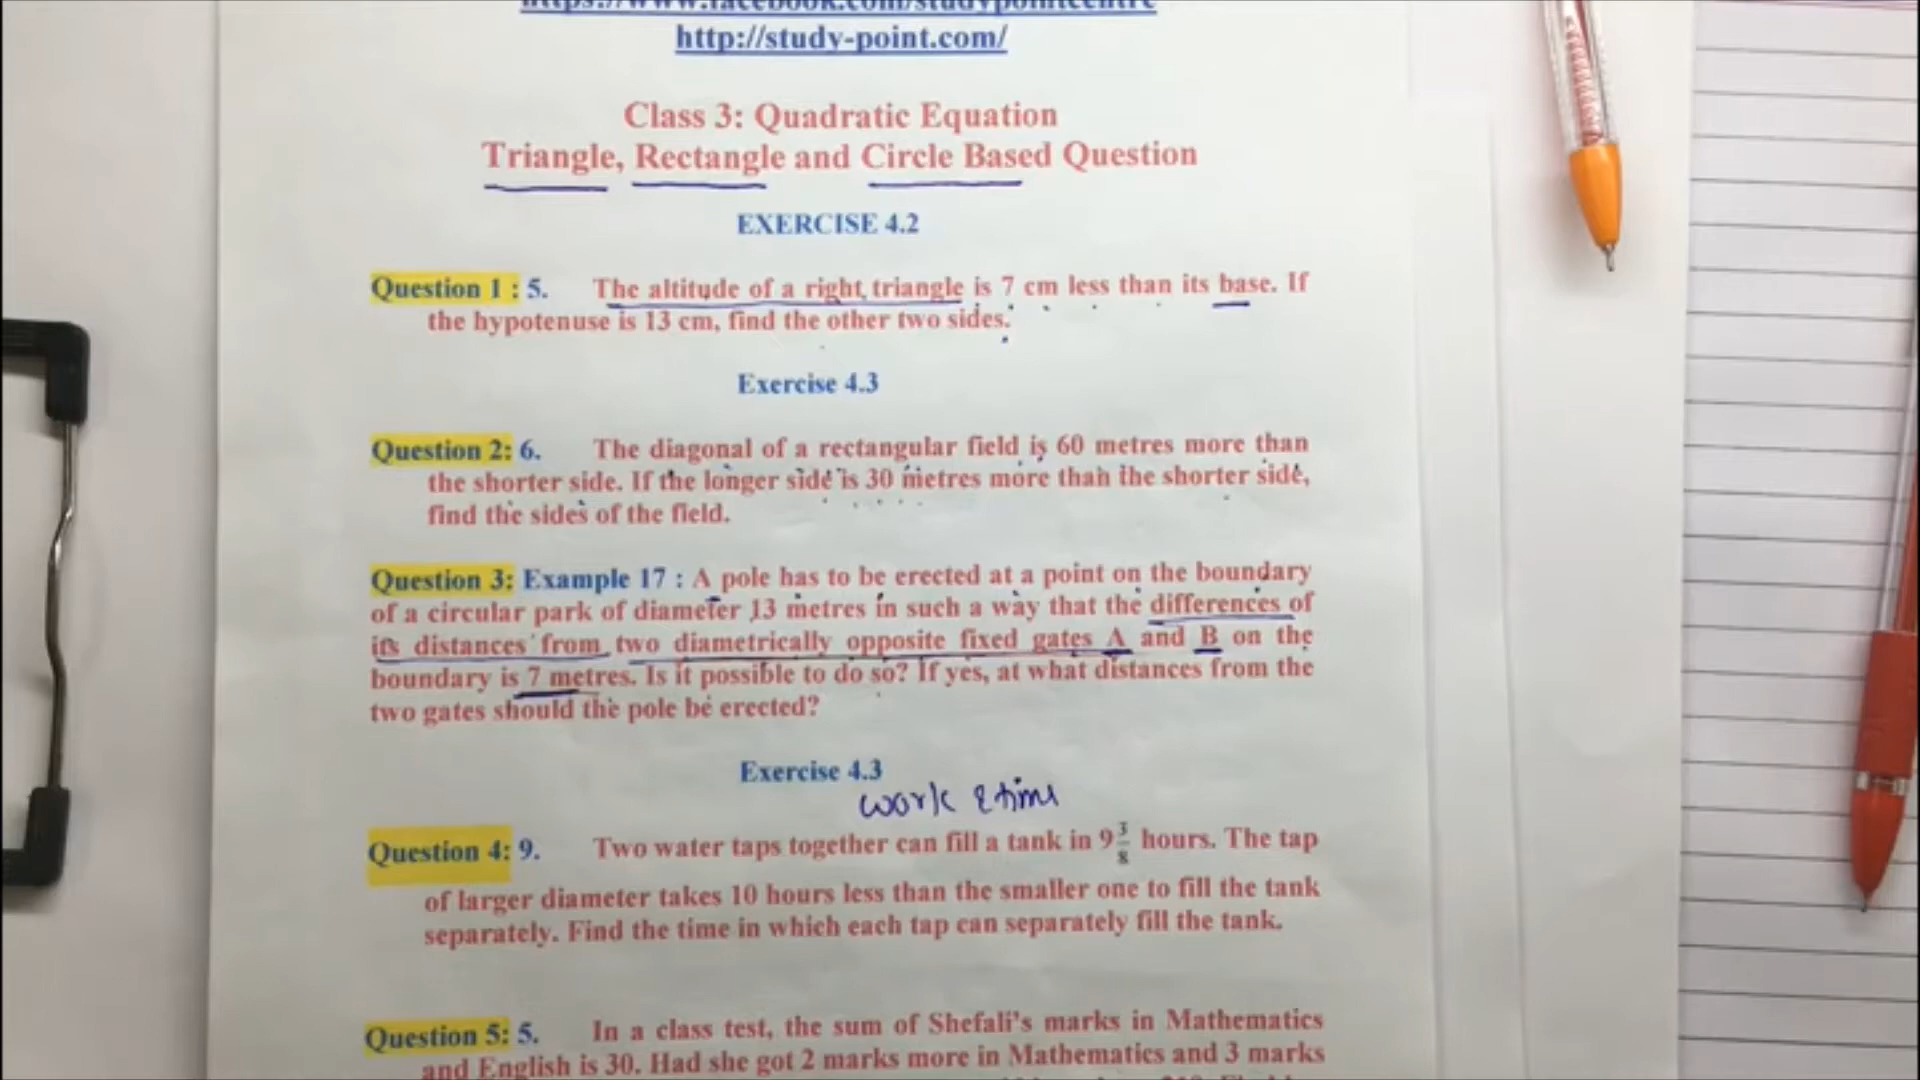 http://study-point.com/
Class 3: Quadratic Equation
Triangle, Rectangle and Circle Based Question
EXERCISE 4.2
Question 1 : 5. The altitude of a right triangle is 7 cm less than its base. If
the hypotenuse is 13 cm, find the other two sides.
Exercise 4.3
Question 2: 6. The diagonal of a rectangular field is 60 metres more than
the shorter side. If the longer side is 30 metres more than the shorter side,
find the sides of the field.
Question 3: Example 17 : A pole has to be erected at a point on the boundary
of a circular park of diameter 13 metres in such a way that the differences of
its distances from two diametrically opposite fixed gates A and B on the
boundary is 7 metres. Is it possible to do so? If yes, at what distances from the
two gates should the pole be erected?
Exercise 4.3
work & time
Question 4: 9. Two water taps together can fill a tank in 9 3/8 hours. The tap
of larger diameter takes 10 hours less than the smaller one to fill the tank
separately. Find the time in which each tap can separately fill the tank.
Question 5: 5. In a class test, the sum of Shefali's marks in Mathematics
and English is 30. Had she got 2 marks more in Mathematics and 3 marks